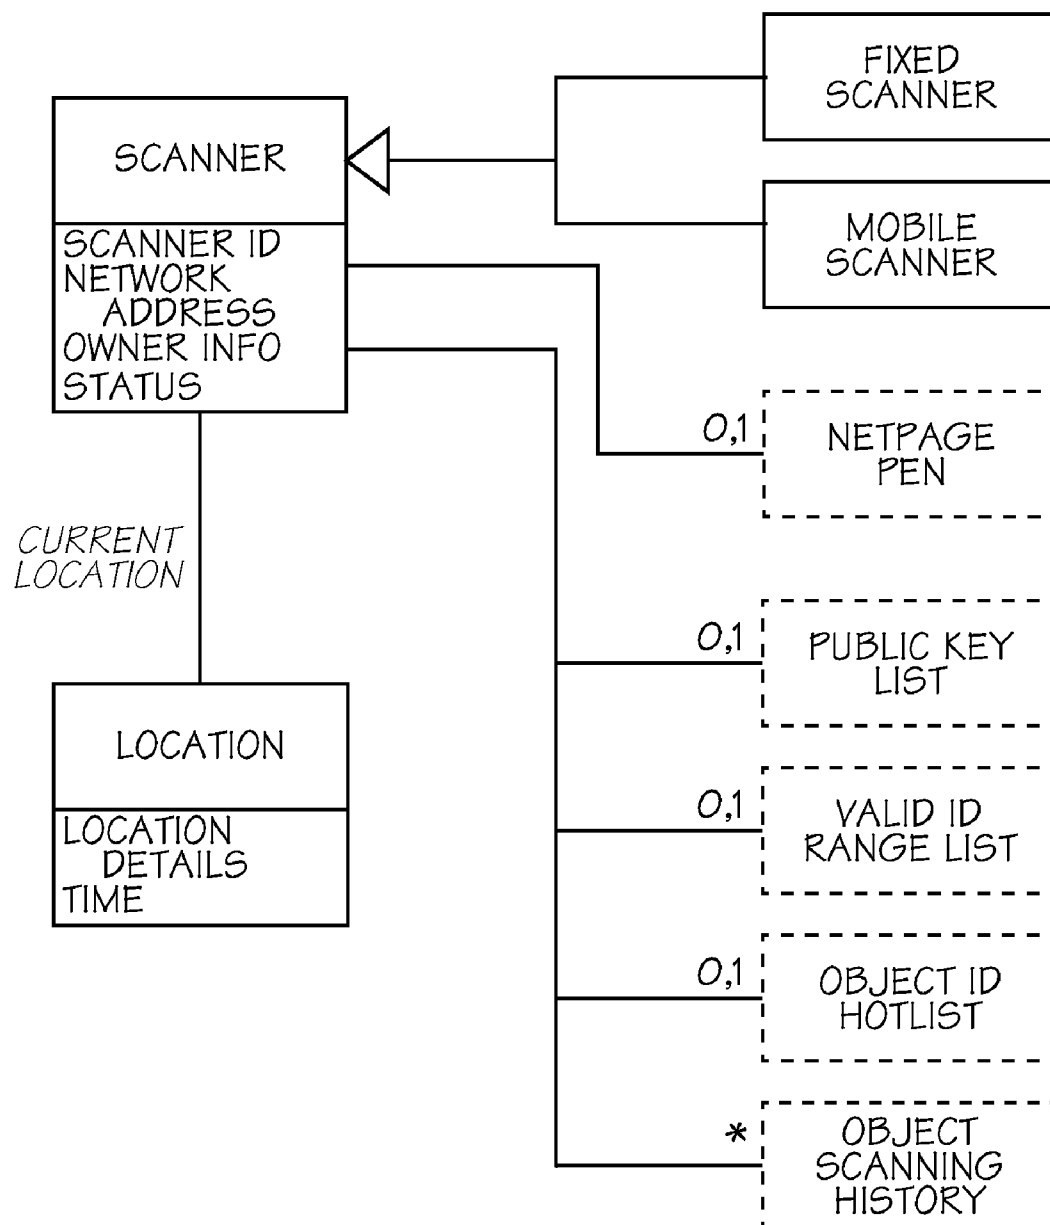 FIXED
SCANNER
SCANNER
SCANNER ID
NETWORK
ADDRESS
OWNER INFO
STATUS
MOBILE
SCANNER
0,1
NETPAGE
PEN
CURRENT
LOCATION
0,1
PUBLIC KEY
LIST
LOCATION
LOCATION
DETAILS
TIME
0,1
VALID ID
RANGE LIST
0,1
OBJECT ID
HOTLIST
*
OBJECT
SCANNING
HISTORY